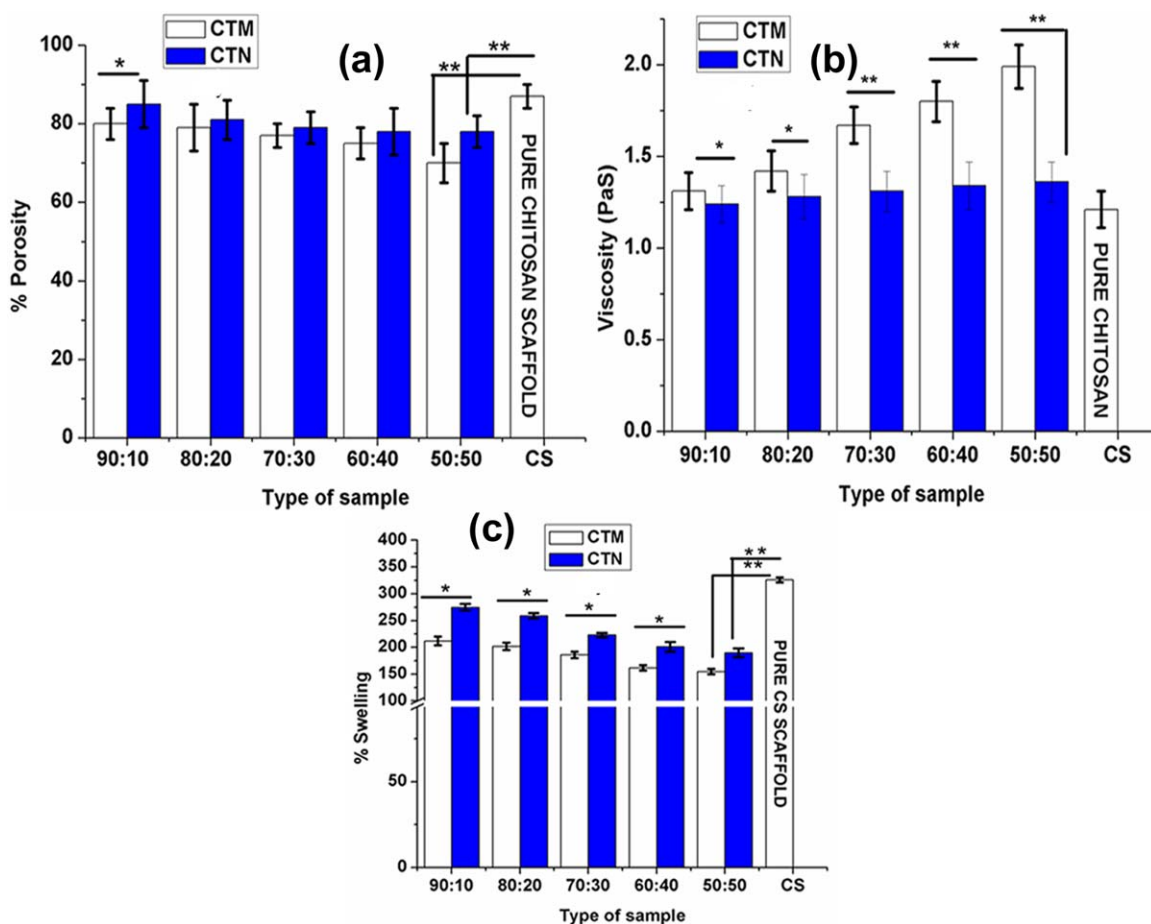 CTM
CTN
(a)
*
**
**
% Porosity
100
80
60
40
20
0
PURE CHITOSAN SCAFFOLD
90:10
80:20
70:30
60:40
50:50
CS
Type of sample
CTM
CTN
(b)
*
*
**
**
**
Viscosity (PaS)
2.0
1.5
1.0
0.5
0.0
PURE CHITOSAN
90:10
80:20
70:30
60:40
50:50
CS
Type of sample
(c)
CTM
CTN
*
*
*
*
**
**
% Swelling
400
350
300
250
200
150
100
50
0
PURE CS SCAFFOLD
90:10
80:20
70:30
60:40
50:50
CS
Type of sample